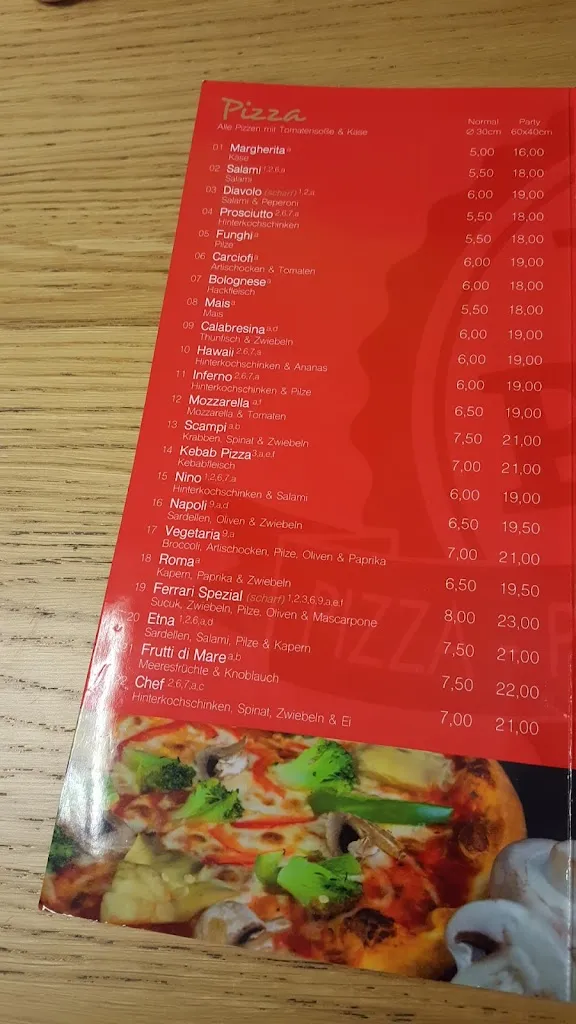 Pizza
Alle Pizzen mit Tomatensoße & Käse
Normal Party
Ø 30cm 60x40cm
01 Margherita a 5,00 16,00
Käse
02 Salami 1,2,6,a 5,50 18,00
Salami
03 Diavolo (scharf) 1,2,a 6,00 19,00
Salami & Peperoni
04 Prosciutto 2,6,7,a 5,50 18,00
Hinterkochschinken
05 Funghi a 5,50 18,00
Pilze
06 Carciofi a 6,00 19,00
Artischocken & Tomaten
07 Bolognese a 6,00 18,00
Hackfleisch
08 Mais a 5,50 18,00
Mais
09 Calabresina a,d 6,00 19,00
Thunfisch & Zwiebeln
10 Hawaii 2,6,7,a 6,00 19,00
Hinterkochschinken & Ananas
11 Inferno 2,6,7,a 6,00 19,00
Hinterkochschinken & Pilze
12 Mozzarella a,f 6,50 19,00
Mozzarella & Tomaten
13 Scampi a,b 7,50 21,00
Krabben, Spinat & Zwiebeln
14 Kebab Pizza 3,a,e,f 7,00 21,00
Kebabfleisch
15 Nino 1,2,6,7,a 6,00 19,00
Hinterkochschinken & Salami
16 Napoli 9,a,d 6,50 19,50
Sardellen, Oliven & Zwiebeln
17 Vegetaria 9,a 7,00 21,00
Broccoli, Artischocken, Pilze, Oliven & Paprika
18 Roma a 6,50 19,50
Kapern, Paprika & Zwiebeln
19 Ferrari Spezial (scharf) 1,2,3,6,9,a,e,f 8,00 23,00
Sucuk, Zwiebeln, Pilze, Oliven & Mascarpone
20 Etna 1,2,6,a,d 7,50 21,00
Sardellen, Salami, Pilze & Kapern
21 Frutti di Mare a,b 7,50 22,00
Meeresfrüchte & Knoblauch
22 Chef 2,6,7,a,c 7,00 21,00
Hinterkochschinken, Spinat, Zwiebeln & Ei
PIZZA